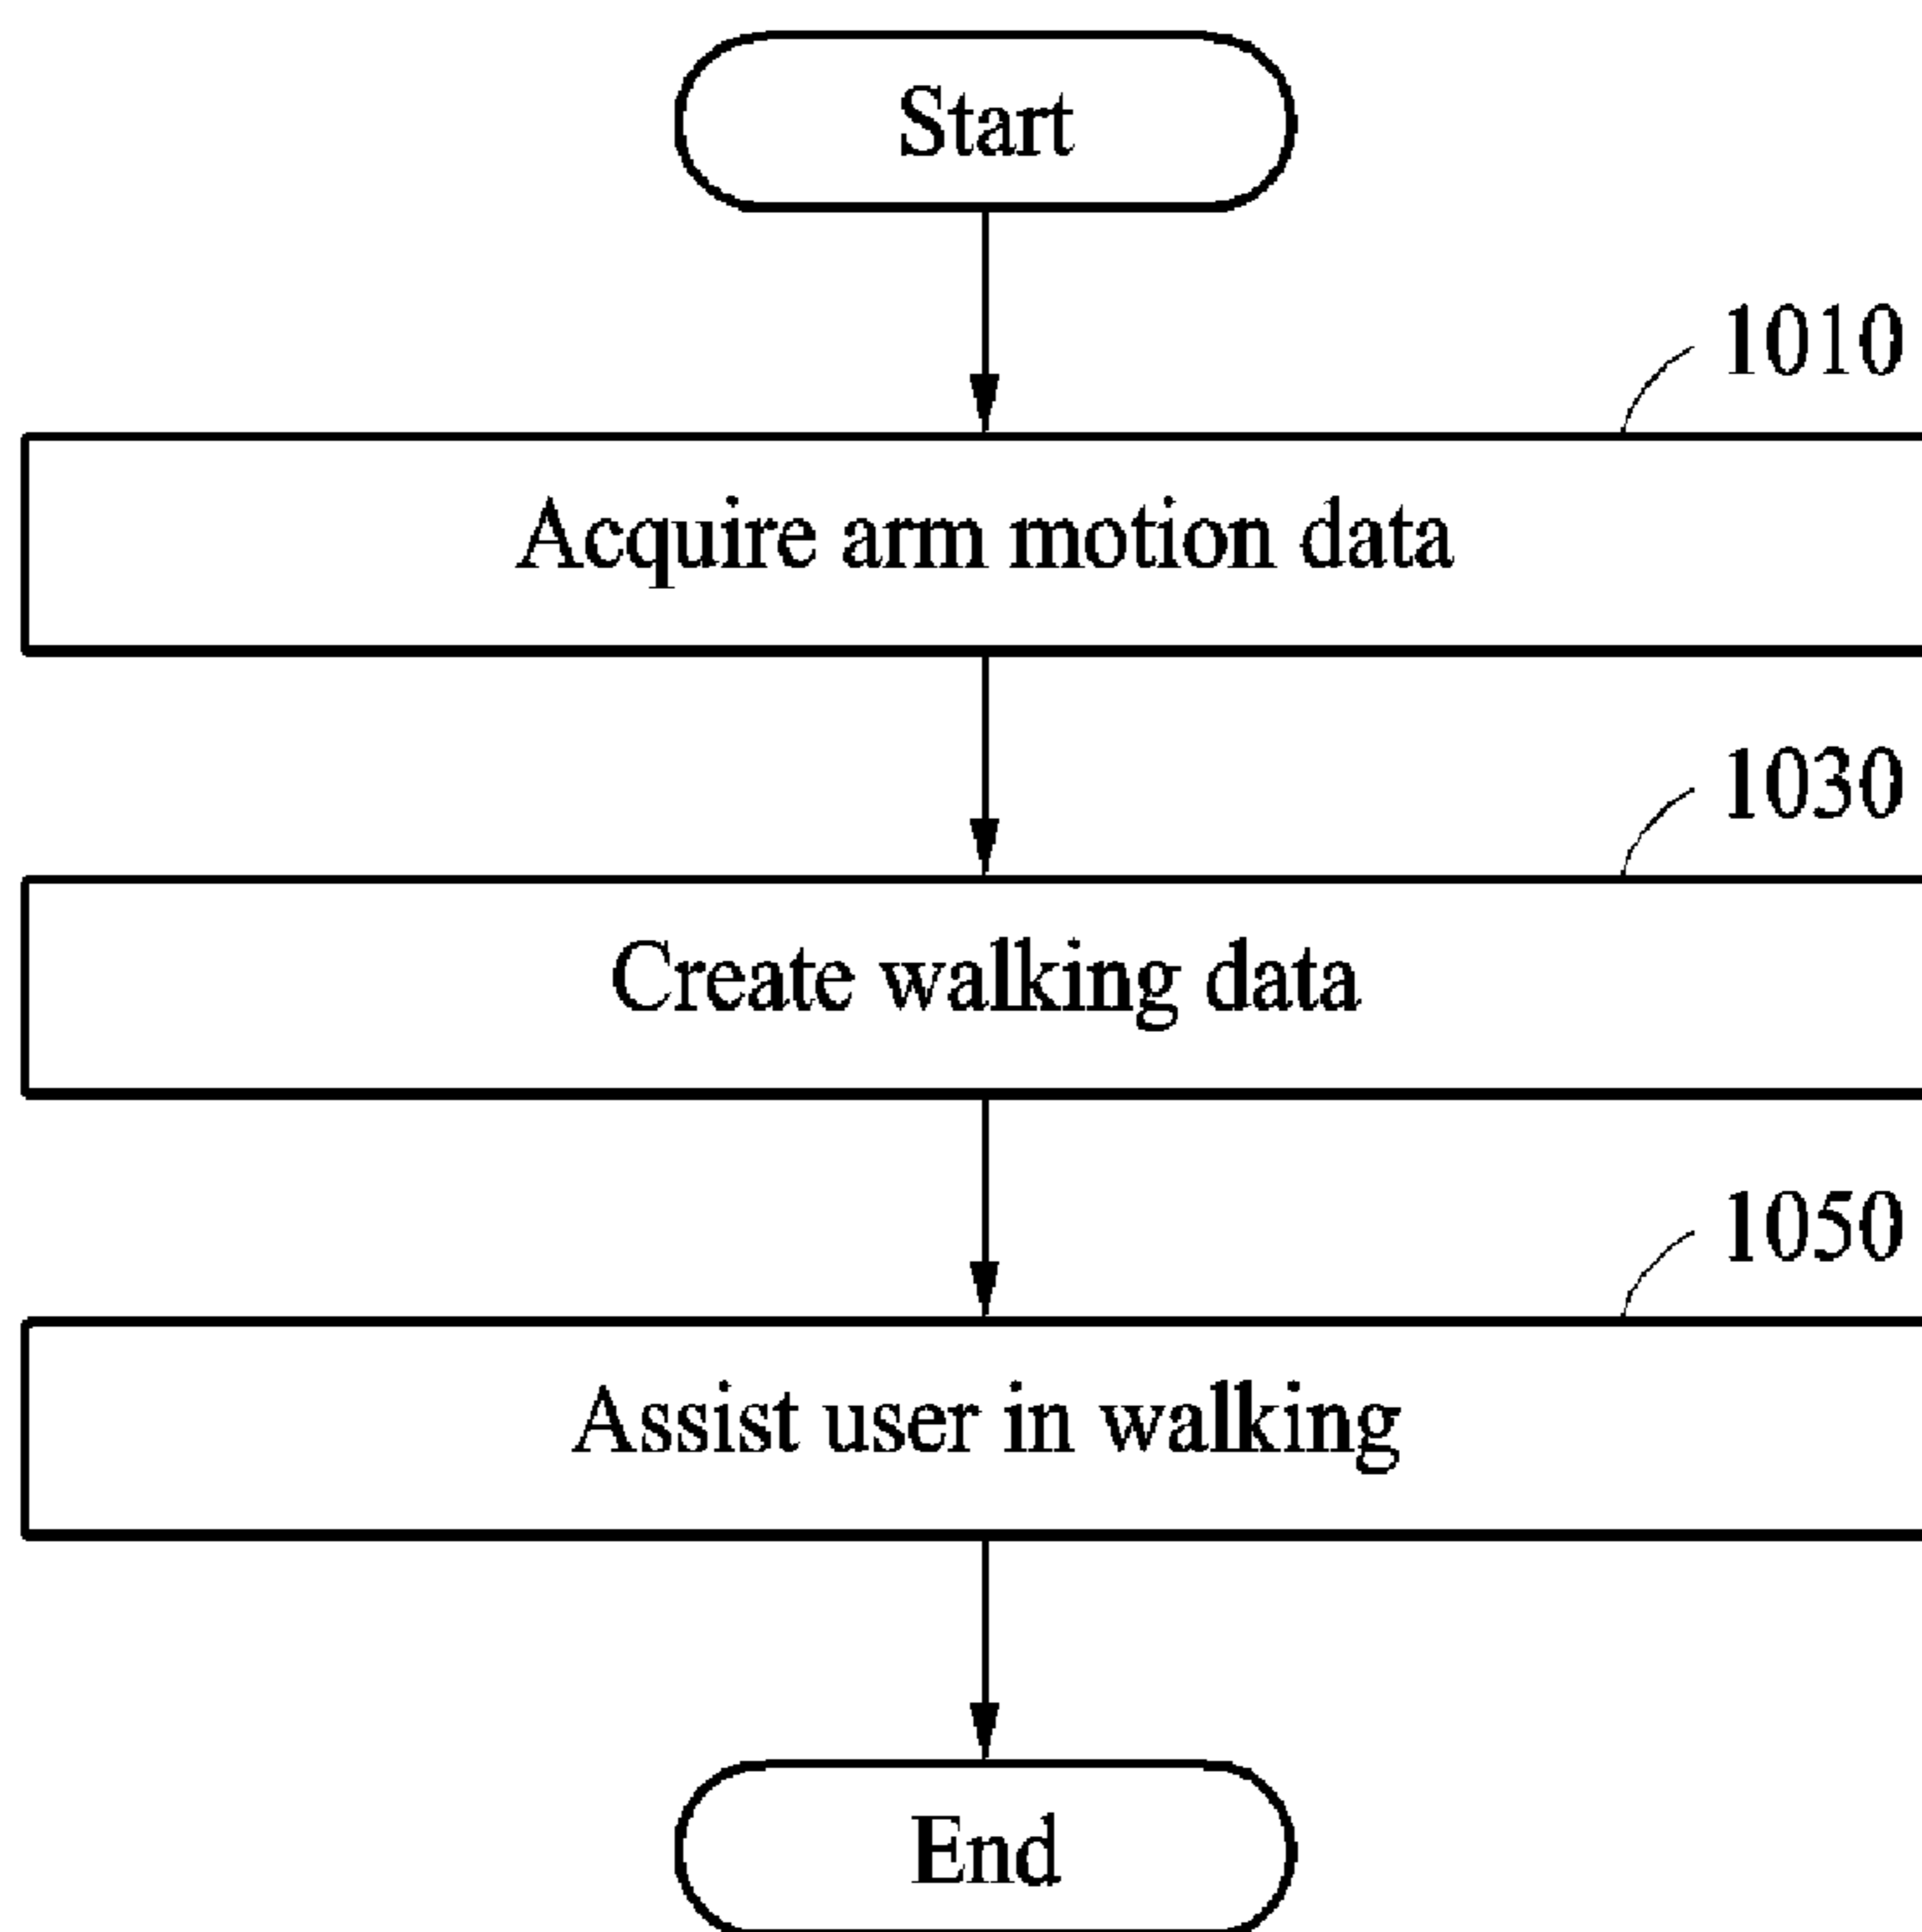 Start
1010
Acquire arm motion data
1030
Create walking data
1050
Assist user in walking
End